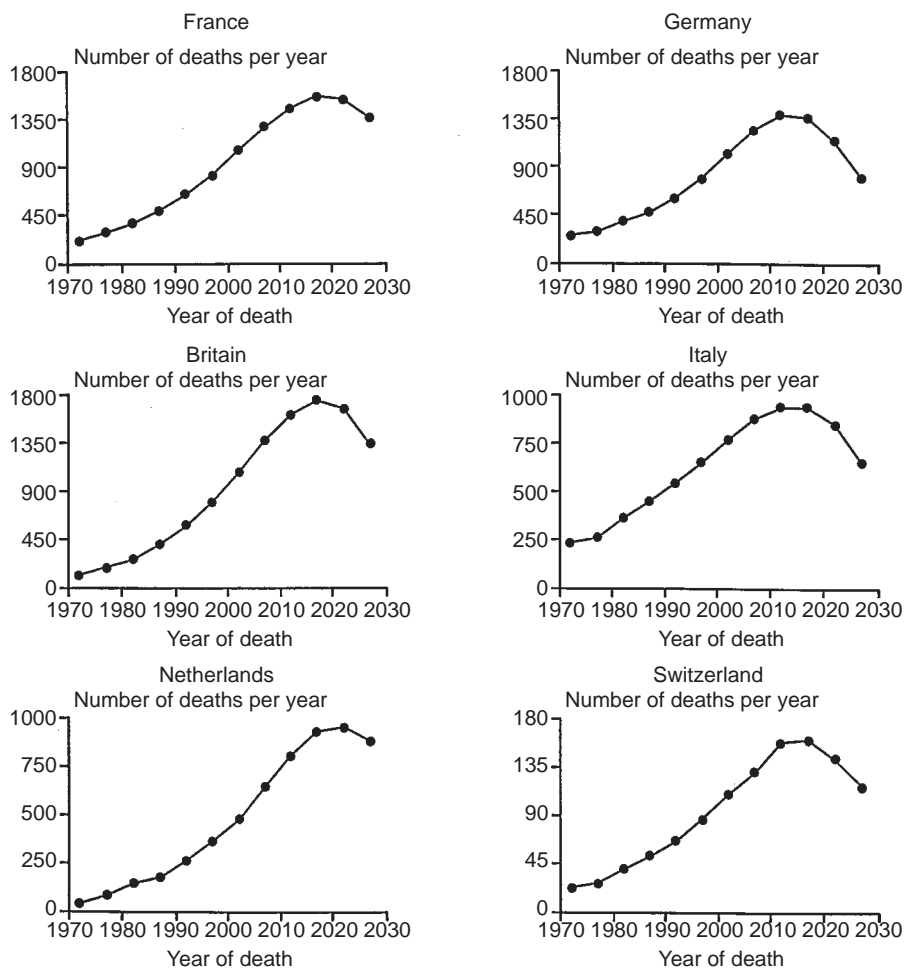 France
Number of deaths per year
1800
1350
900
450
0
1970 1980 1990 2000 2010 2020 2030
Year of death
Germany
Number of deaths per year
1800
1350
900
450
0
1970 1980 1990 2000 2010 2020 2030
Year of death
Britain
Number of deaths per year
1800
1350
900
450
0
1970 1980 1990 2000 2010 2020 2030
Year of death
Italy
Number of deaths per year
1000
750
500
250
0
1970 1980 1990 2000 2010 2020 2030
Year of death
Netherlands
Number of deaths per year
1000
750
500
250
0
1970 1980 1990 2000 2010 2020 2030
Year of death
Switzerland
Number of deaths per year
180
135
90
45
0
1970 1980 1990 2000 2010 2020 2030
Year of death